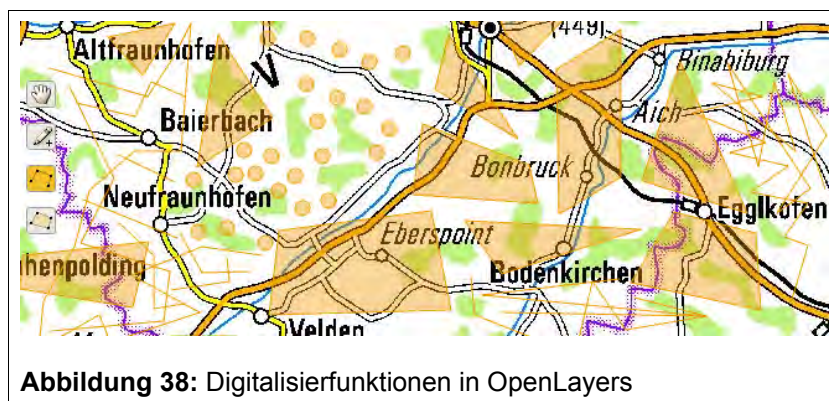 (449)
Altfraunhofen
Binabiburg
Baierbach
Aich
Bonbruck
Neufraunhofen
Egglkofen
Eberspoint
henpolding
Bodenkirchen
Velden
Abbildung 38: Digitalisierfunktionen in OpenLayers